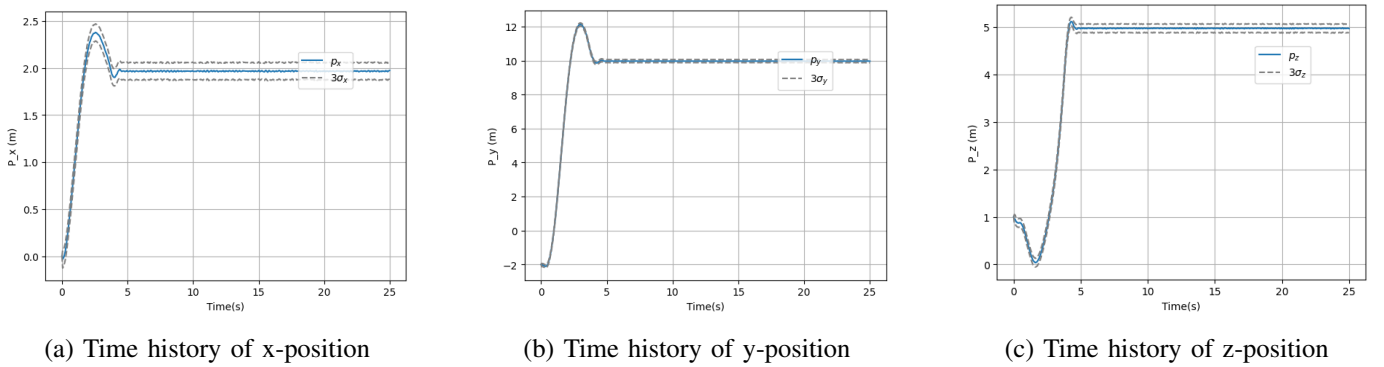 2.5
2.0
1.5
1.0
0.5
0.0
P_x (m)
0
5
10
15
20
25
Time(s)
p_x
3σ_x
12
10
8
6
4
2
0
−2
P_y (m)
0
5
10
15
20
25
Time(s)
p_y
3σ_y
5
4
3
2
1
0
P_z (m)
0
5
10
15
20
25
Time(s)
p_z
3σ_z
(a) Time history of x-position
(b) Time history of y-position
(c) Time history of z-position